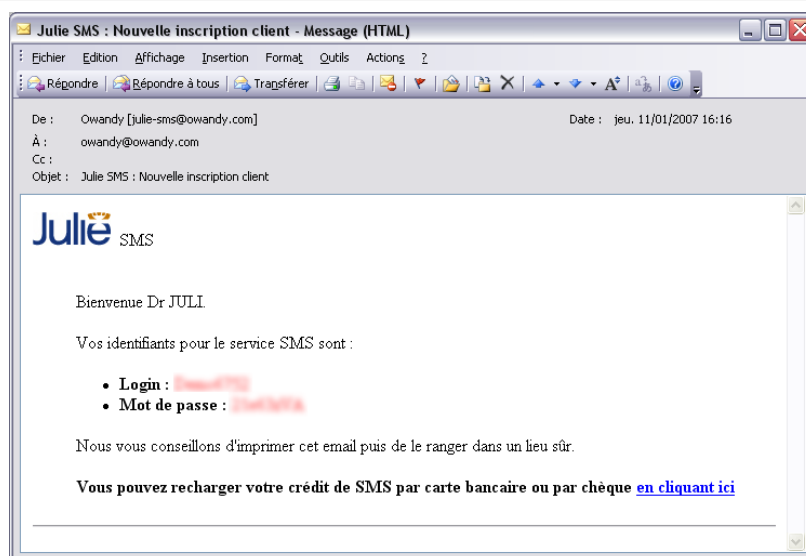 Julie SMS : Nouvelle inscription client - Message (HTML)
Fichier Edition Affichage Insertion Format Outils Actions ?
Répondre Répondre à tous Transférer
De : Owandy [julie-sms@owandy.com] Date : jeu. 11/01/2007 16:16
À : owandy@owandy.com
Cc :
Objet : Julie SMS : Nouvelle inscription client
Julie SMS
Bienvenue Dr JULI.
Vos identifiants pour le service SMS sont :
• Login :
• Mot de passe :
Nous vous conseillons d'imprimer cet email puis de le ranger dans un lieu sûr.
Vous pouvez recharger votre crédit de SMS par carte bancaire ou par chèque en cliquant ici